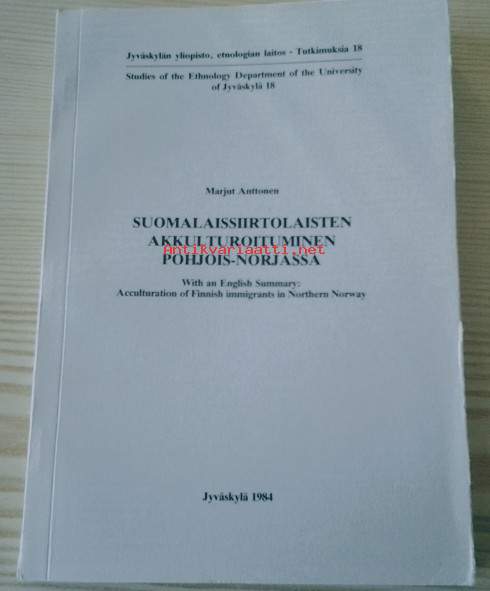 Jyväskylän yliopisto, etnologian laitos - Tutkimuksia 18
Studies of the Ethnology Department of the University
of Jyväskylä 18
Marjut Anttonen
SUOMALAISSIIRTOLAISTEN
AKKULTUROITUMINEN
Antikvariaatti.net
POHJOIS-NORJASSA
With an English Summary:
Acculturation of Finnish immigrants in Northern Norway
Jyväskylä 1984